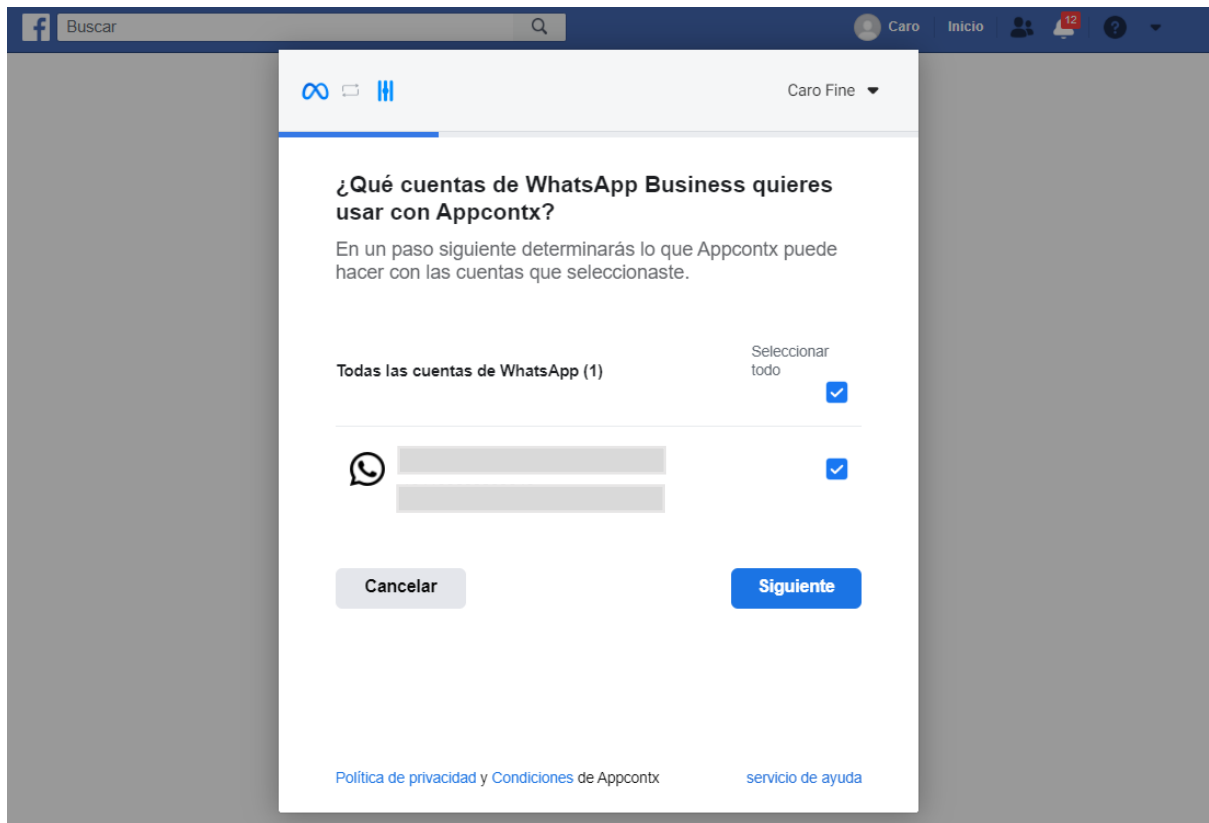 Buscar
Caro
Inicio
12
Caro Fine
¿Qué cuentas de WhatsApp Business quieres
usar con Appcontx?
En un paso siguiente determinarás lo que Appcontx puede
hacer con las cuentas que seleccionaste.
Todas las cuentas de WhatsApp (1)
Seleccionar
todo
Cancelar
Siguiente
Política de privacidad y Condiciones de Appcontx
servicio de ayuda